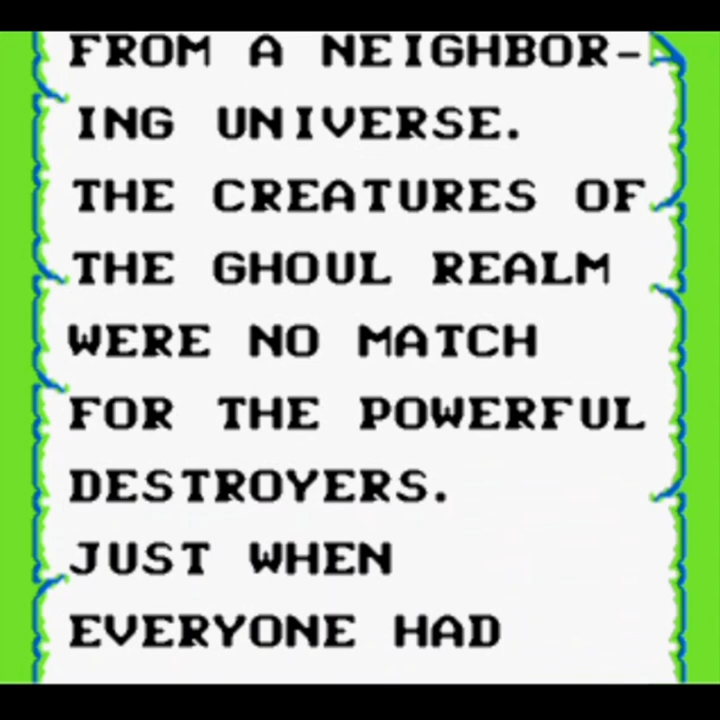 FROM A NEIGHBOR-
ING UNIVERSE.
THE CREATURES OF
THE GHOUL REALM
WERE NO MATCH
FOR THE POWERFUL
DESTROYERS.
JUST WHEN
EVERYONE HAD